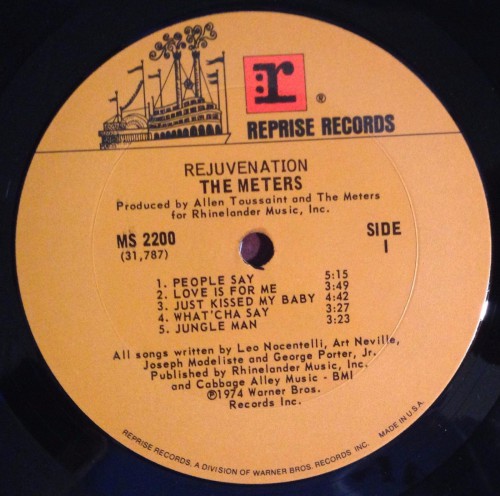 r ®
REPRISE RECORDS
REJUVENATION
THE METERS
Produced by Allen Toussaint and The Meters
for Rhinelander Music, Inc.
MS 2200
(31,787)
SIDE
1
1. PEOPLE SAY 5:15
2. LOVE IS FOR ME 3:49
3. JUST KISSED MY BABY 4:42
4. WHAT'CHA SAY 3:27
5. JUNGLE MAN 3:23
All songs written by Leo Nocentelli, Art Neville,
Joseph Modeliste and George Porter, Jr.
Published by Rhinelander Music, Inc.
and Cabbage Alley Music - BMI
℗1974 Warner Bros.
Records Inc.
REPRISE RECORDS, A DIVISION OF WARNER BROS. RECORDS INC. MADE IN U.S.A.